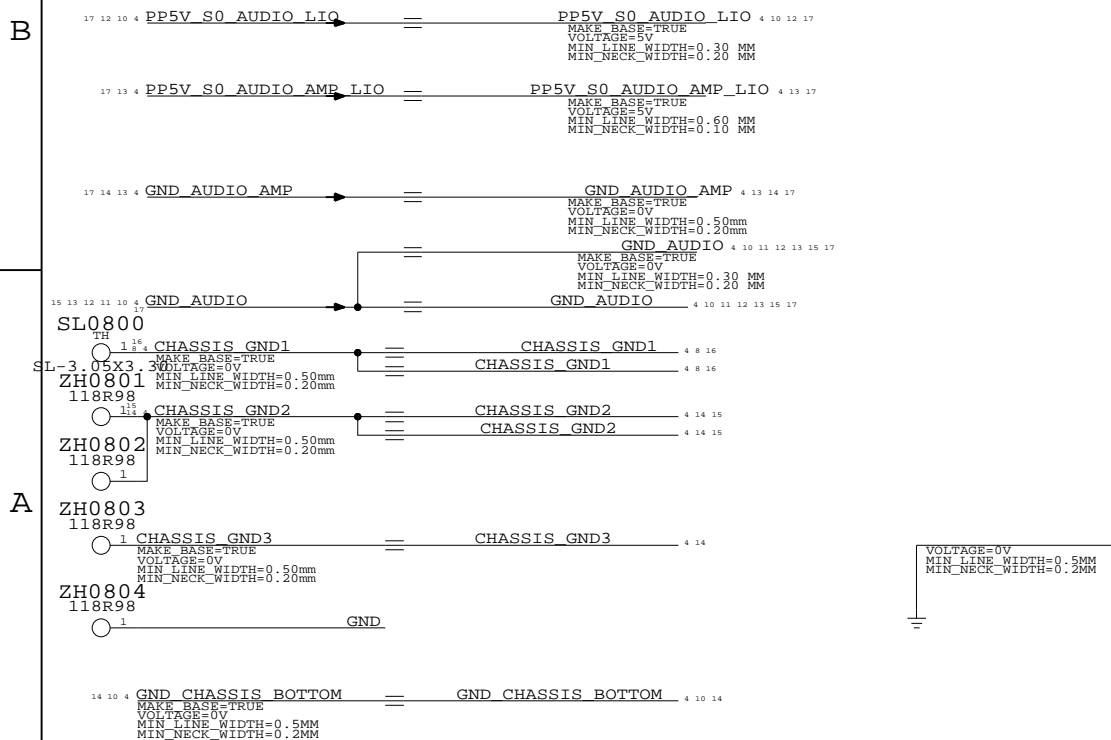 B
17 12 10 4 PP5V_S0_AUDIO_LIO PP5V_S0_AUDIO_LIO 4 10 12 17
MAKE_BASE=TRUE
VOLTAGE=5V
MIN_LINE_WIDTH=0.30 MM
MIN_NECK_WIDTH=0.20 MM
17 13 4 PP5V_S0_AUDIO_AMP_LIO PP5V_S0_AUDIO_AMP_LIO 4 13 17
MAKE_BASE=TRUE
VOLTAGE=5V
MIN_LINE_WIDTH=0.60 MM
MIN_NECK_WIDTH=0.10 MM
17 14 13 4 GND_AUDIO_AMP GND_AUDIO_AMP 4 13 14 17
MAKE_BASE=TRUE
VOLTAGE=0V
MIN_LINE_WIDTH=0.50mm
MIN_NECK_WIDTH=0.20mm
GND_AUDIO 4 10 11 12 13 15 17
MAKE_BASE=TRUE
VOLTAGE=0V
MIN_LINE_WIDTH=0.30 MM
MIN_NECK_WIDTH=0.20 MM
15 13 12 11 10 4 GND_AUDIO GND_AUDIO 4 10 11 12 13 15 17
17
SL0800
TH
1 16 8 4 CHASSIS_GND1 CHASSIS_GND1 4 8 16
SL-3.05X3.30
MAKE_BASE=TRUE
VOLTAGE=0V
MIN_LINE_WIDTH=0.50mm
MIN_NECK_WIDTH=0.20mm
CHASSIS_GND1 4 8 16
ZH0801
118R98
1 15 14 4 CHASSIS_GND2 CHASSIS_GND2 4 14 15
MAKE_BASE=TRUE
VOLTAGE=0V
MIN_LINE_WIDTH=0.50mm
MIN_NECK_WIDTH=0.20mm
CHASSIS_GND2 4 14 15
ZH0802
118R98
1
A
ZH0803
118R98
1 CHASSIS_GND3 CHASSIS_GND3 4 14
MAKE_BASE=TRUE
VOLTAGE=0V
MIN_LINE_WIDTH=0.50mm
MIN_NECK_WIDTH=0.20mm
VOLTAGE=0V
MIN_LINE_WIDTH=0.5MM
MIN_NECK_WIDTH=0.2MM
ZH0804
118R98
1 GND
14 10 4 GND_CHASSIS_BOTTOM GND_CHASSIS_BOTTOM 4 10 14
MAKE_BASE=TRUE
VOLTAGE=0V
MIN_LINE_WIDTH=0.5MM
MIN_NECK_WIDTH=0.2MM